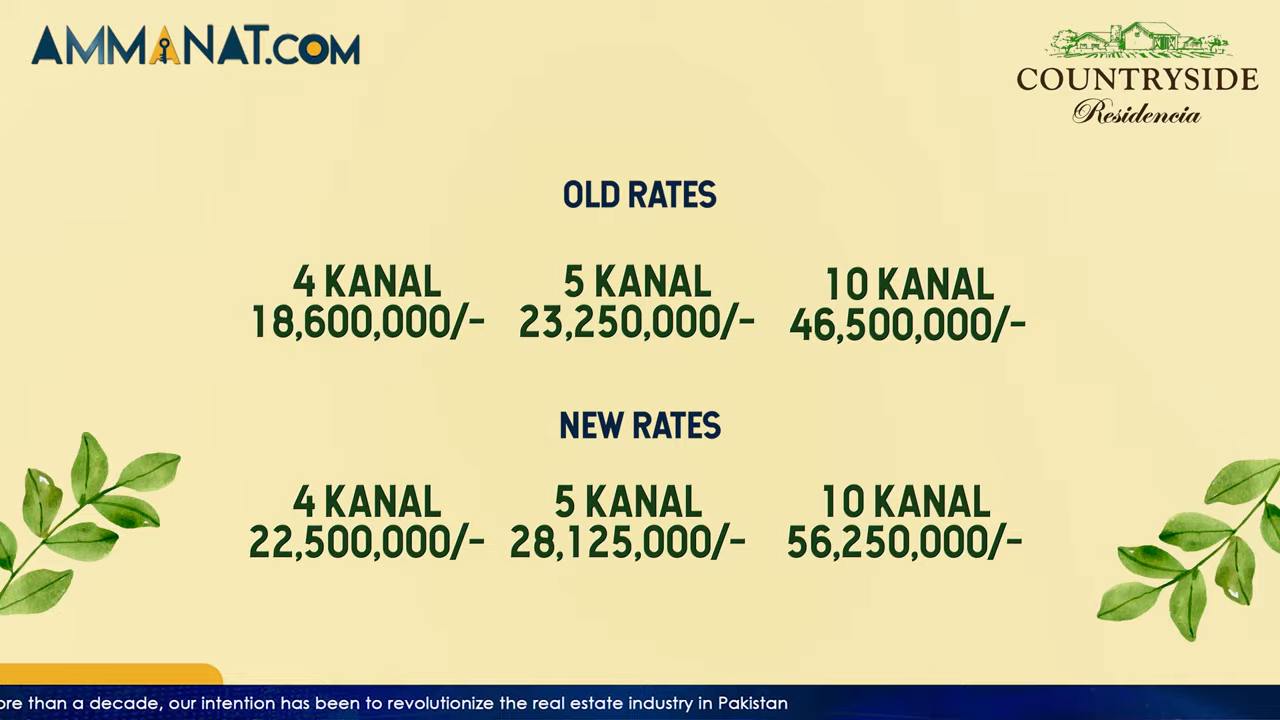 AMMANAT.COM
COUNTRYSIDE
Residencia
OLD RATES
4 KANAL
18,600,000/-
5 KANAL
23,250,000/-
10 KANAL
46,500,000/-
NEW RATES
4 KANAL
22,500,000/-
5 KANAL
28,125,000/-
10 KANAL
56,250,000/-
ore than a decade, our intention has been to revolutionize the real estate industry in Pakistan